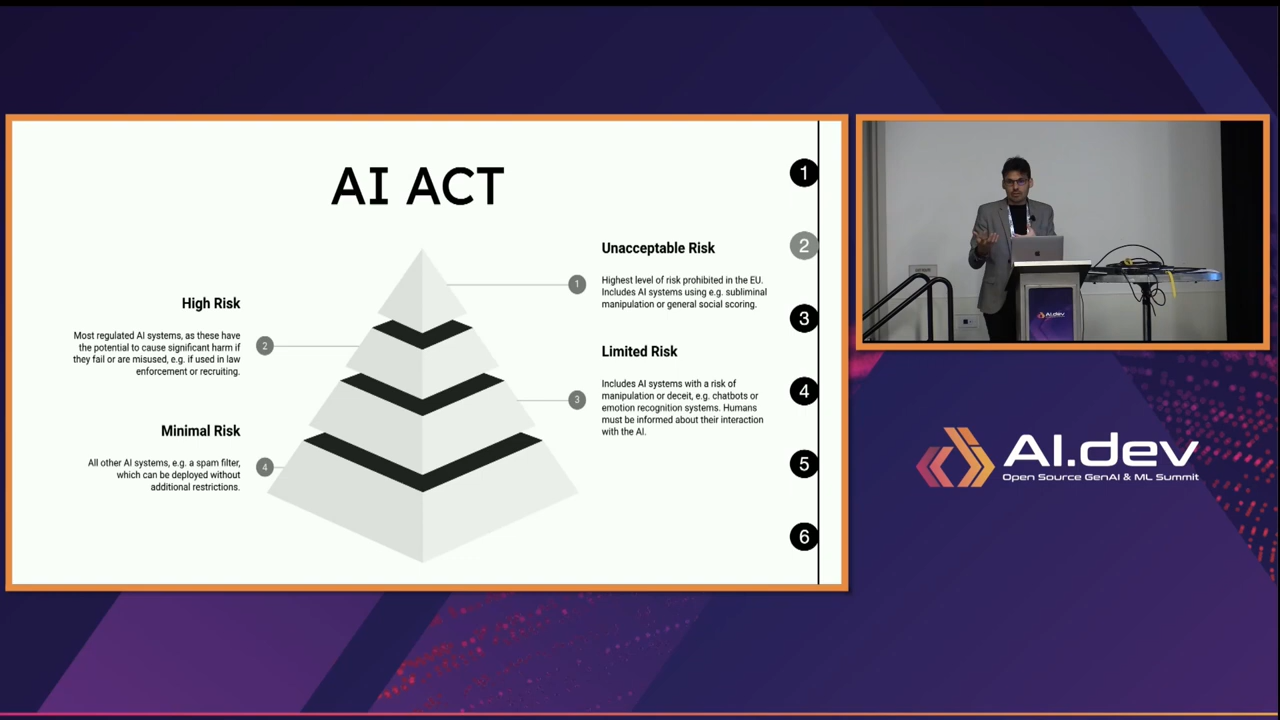 AI ACT
Unacceptable Risk
1
Highest level of risk prohibited in the EU.
Includes AI systems using e.g. subliminal
manipulation or general social scoring.
High Risk
2
Most regulated AI systems, as these have
the potential to cause significant harm if
they fail or are misused, e.g. if used in law
enforcement or recruiting.
Limited Risk
3
Includes AI systems with a risk of
manipulation or deceit, e.g. chatbots or
emotion recognition systems. Humans
must be informed about their interaction
with the AI.
Minimal Risk
4
All other AI systems, e.g. a spam filter,
which can be deployed without
additional restrictions.
1
2
3
4
5
6
AI.dev
AI.dev
Open Source GenAI & ML Summit